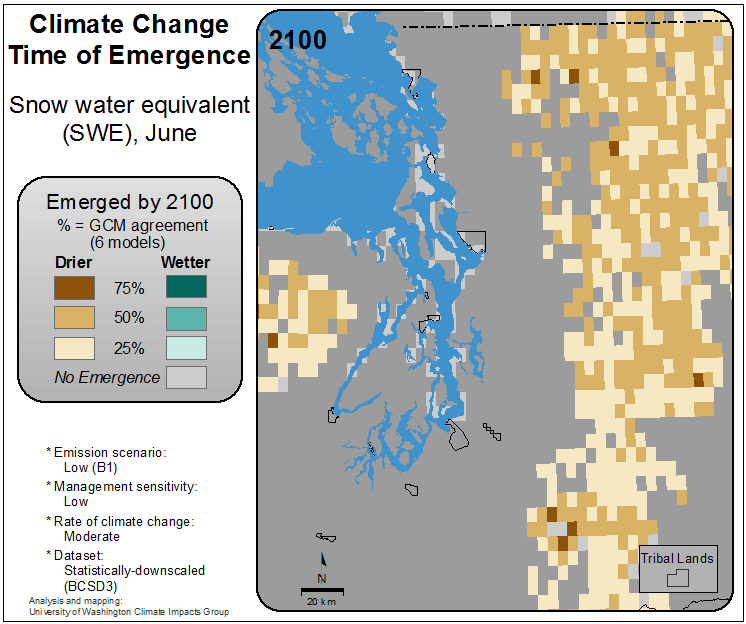 Climate Change
Time of Emergence
Snow water equivalent
(SWE), June
Emerged by 2100
% = GCM agreement
(6 models)
Drier Wetter
75%
50%
25%
No Emergence
* Emission scenario:
Low (B1)
* Management sensitivity:
Low
* Rate of climate change:
Moderate
* Dataset:
Statistically-downscaled
(BCSD3)
Analysis and mapping:
University of Washington Climate Impacts Group
2100
N
20 km
Tribal Lands